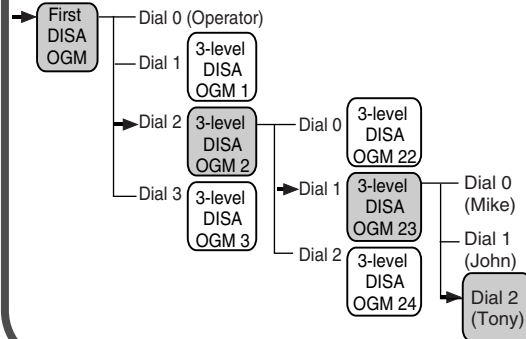 First
DISA
OGM
Dial 0 (Operator)
Dial 1
3-level
DISA
OGM 1
Dial 2
3-level
DISA
OGM 2
Dial 3
3-level
DISA
OGM 3
Dial 0
3-level
DISA
OGM 22
Dial 1
3-level
DISA
OGM 23
Dial 2
3-level
DISA
OGM 24
Dial 0
(Mike)
Dial 1
(John)
Dial 2
(Tony)